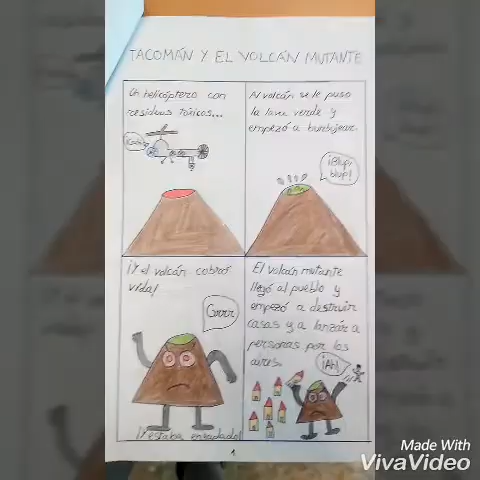 TACOMÁN Y EL VOLCÁN MUTANTE
Un helicóptero con
residuos tóxicos...
Al volcán se le puso
la lava verde y
empezó a burbujear.
¡Blup,
blup!
¡Y el volcán cobró
vida!
Grrrr
¡Y estaba enfadado!
El volcán mutante
llegó al pueblo y
empezó a destruir
casas y a lanzar a
personas por los
aires.
¡Ah!
1
Made With
VivaVideo